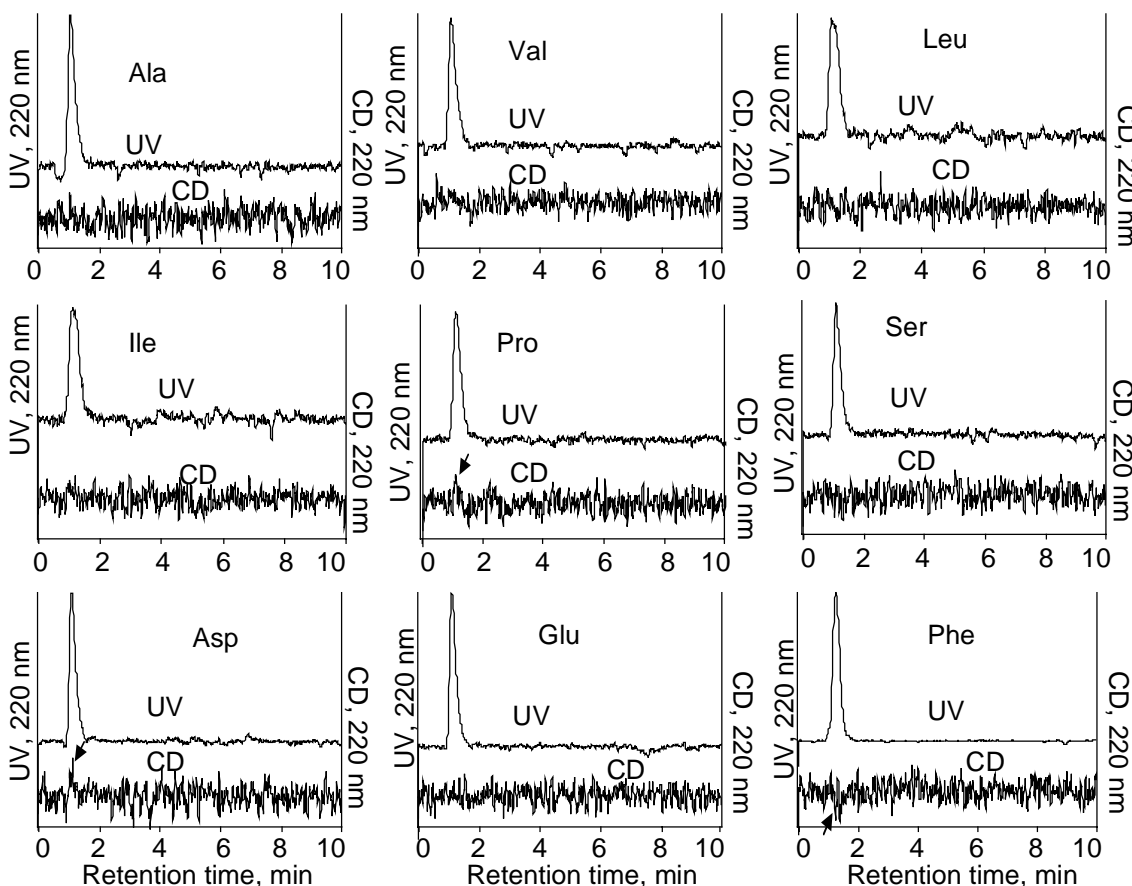 UV, 220 nm
Ala
UV
CD
CD, 220 nm
0 2 4 6 8 10
UV, 220 nm
Val
UV
CD
CD, 220 nm
0 2 4 6 8 10
UV, 220 nm
Leu
UV
CD
CD, 220 nm
0 2 4 6 8 10
UV, 220 nm
Ile
UV
CD
CD, 220 nm
0 2 4 6 8 10
UV, 220 nm
Pro
UV
CD
CD, 220 nm
0 2 4 6 8 10
UV, 220 nm
Ser
UV
CD
CD, 220 nm
0 2 4 6 8 10
UV, 220 nm
Asp
UV
CD
CD, 220 nm
0 2 4 6 8 10
Retention time, min
UV, 220 nm
Glu
UV
CD
CD, 220 nm
0 2 4 6 8 10
Retention time, min
UV, 220 nm
Phe
UV
CD
CD, 220 nm
0 2 4 6 8 10
Retention time, min